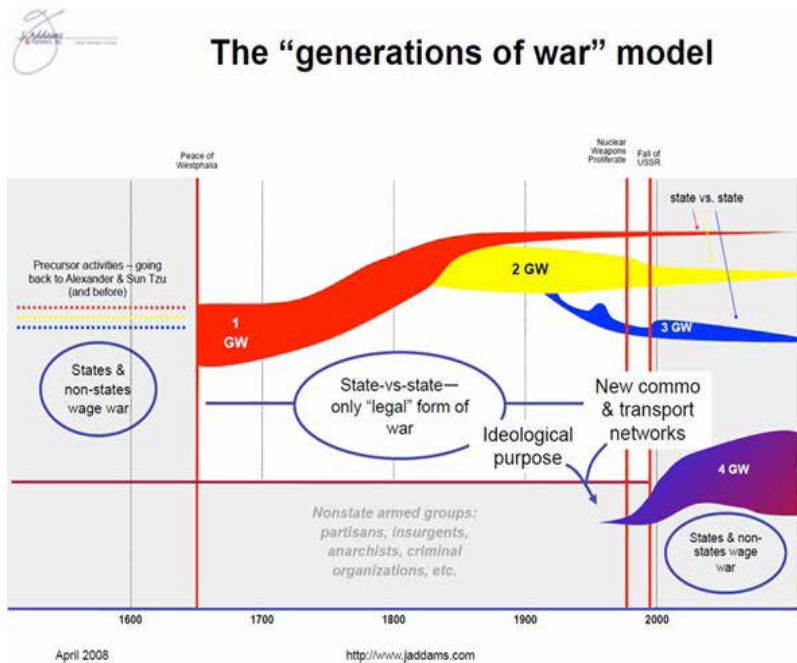 The “generations of war” model
Peace of
Westphalia
Nuclear
Weapons
Proliferate
Fall of
USSR
state vs. state
Precursor activities – going
back to Alexander & Sun Tzu
(and before)
1
GW
2 GW
3 GW
States &
non-states
wage war
State-vs-state—
only “legal” form of
war
New commo
& transport
networks
Ideological
purpose
4 GW
Nonstate armed groups:
partisans, insurgents,
anarchists, criminal
organizations, etc.
States & non-
states wage
war
1600
1700
1800
1900
2000
April 2008
http://www.jaddams.com